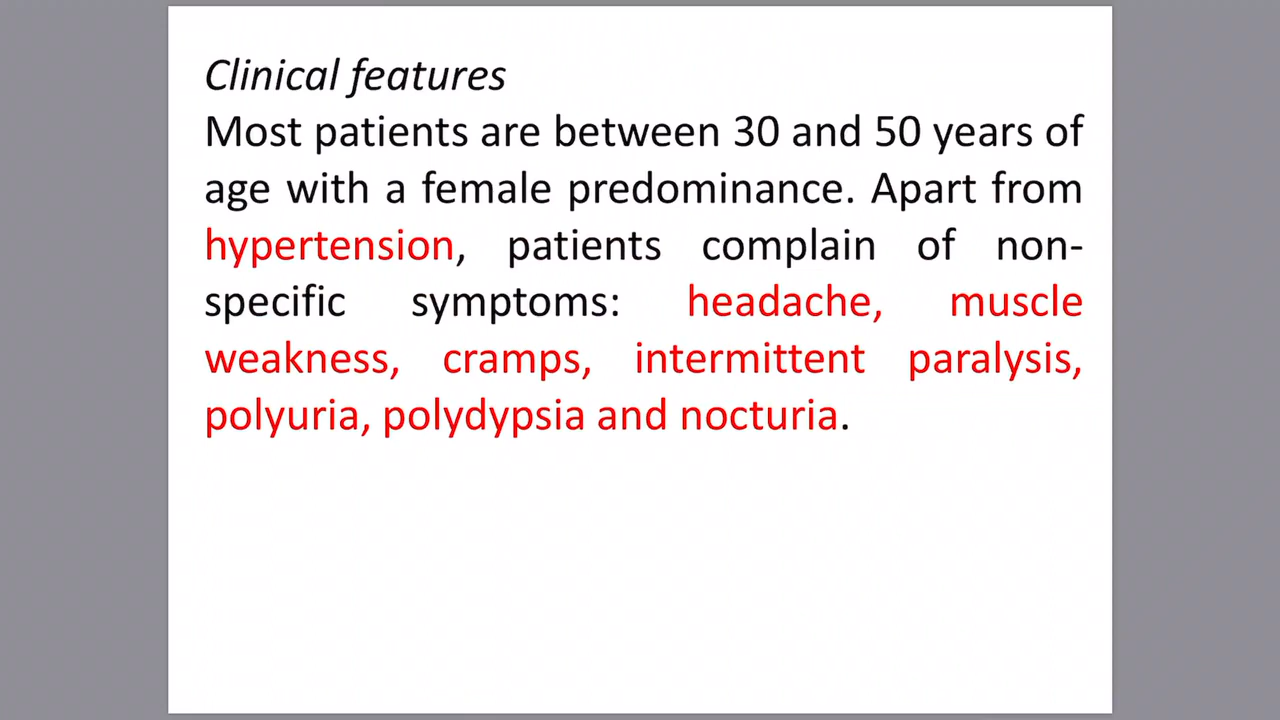 Clinical features
Most patients are between 30 and 50 years of
age with a female predominance. Apart from
hypertension, patients complain of non-
specific symptoms: headache, muscle
weakness, cramps, intermittent paralysis,
polyuria, polydypsia and nocturia.